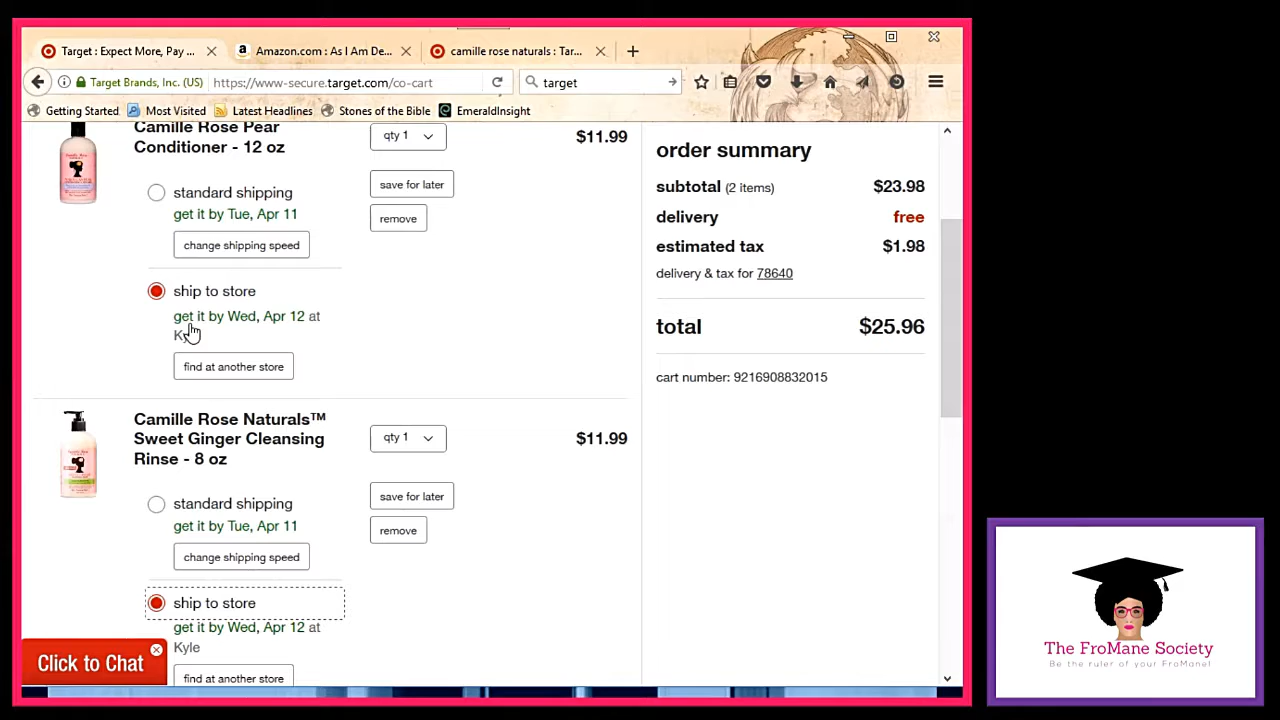 Target : Expect More, Pay ...
Amazon.com : As I Am De...
camille rose naturals : Tar...
Target Brands, Inc. (US)
https://www-secure.target.com/co-cart
target
Getting Started
Most Visited
Latest Headlines
Stones of the Bible
EmeraldInsight
Camille Rose Pear
Conditioner - 12 oz
qty 1
$11.99
standard shipping
get it by Tue, Apr 11
change shipping speed
save for later
remove
ship to store
get it by Wed, Apr 12 at
find at another store
Camille Rose Naturals™
Sweet Ginger Cleansing
Rinse - 8 oz
qty 1
$11.99
standard shipping
get it by Tue, Apr 11
change shipping speed
save for later
remove
ship to store
get it by Wed, Apr 12 at
Kyle
find at another store
Click to Chat
order summary
subtotal (2 items) $23.98
delivery free
estimated tax $1.98
delivery & tax for 78640
total $25.96
cart number: 9216908832015
The FroMane Society
Be the ruler of your FroMane!